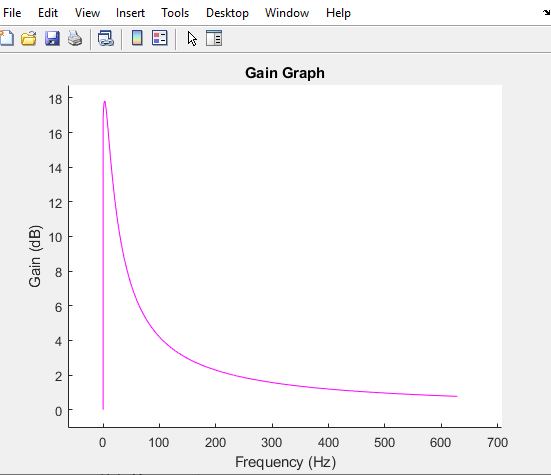 File Edit View Insert Tools Desktop Window Help
Gain Graph
Gain (dB)
18
16
14
12
10
8
6
4
2
0
0 100 200 300 400 500 600 700
Frequency (Hz)